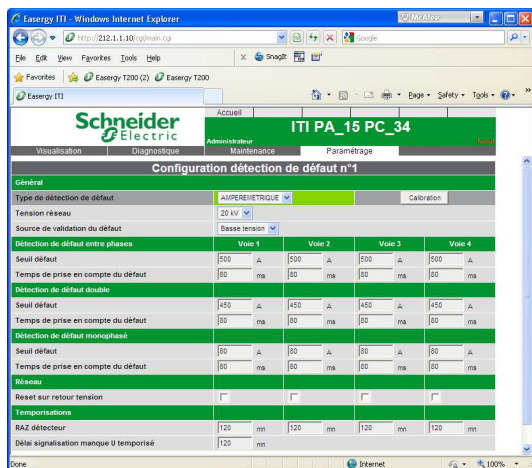 Easergy ITI - Windows Internet Explorer
McAfee
http://212.1.1.10/cgi/main.cgi
Google
File Edit View Favorites Tools Help
SnagIt
Favorites Easergy T200 (2) Easergy T200
Easergy ITI
Page Safety Tools
Accueil
Schneider Electric
ITI PA_15 PC_34
Administrateur
Visualisation Diagnostique Maintenance Paramétrage
Configuration détection de défaut n°1
Général
Type de détection de défaut AMPEREMETRIQUE Calibration
Tension réseau 20 kV
Source de validation du défaut Basse tension
Détection de défaut entre phases Voie 1 Voie 2 Voie 3 Voie 4
Seuil défaut 500 A 500 A 500 A 500 A
Temps de prise en compte du défaut 80 ms 80 ms 80 ms 80 ms
Détection de défaut double
Seuil défaut 450 A 450 A 450 A 450 A
Temps de prise en compte du défaut 80 ms 80 ms 80 ms 80 ms
Détection de défaut monophasé
Seuil défaut 80 A 80 A 80 A 80 A
Temps de prise en compte du défaut 80 ms 80 ms 80 ms 80 ms
Réseau
Reset sur retour tension
Temporisations
RAZ détecteur 120 mn 120 mn 120 mn 120 mn
Délai signalisation manque U temporisé 120 mn
Done Internet 100%